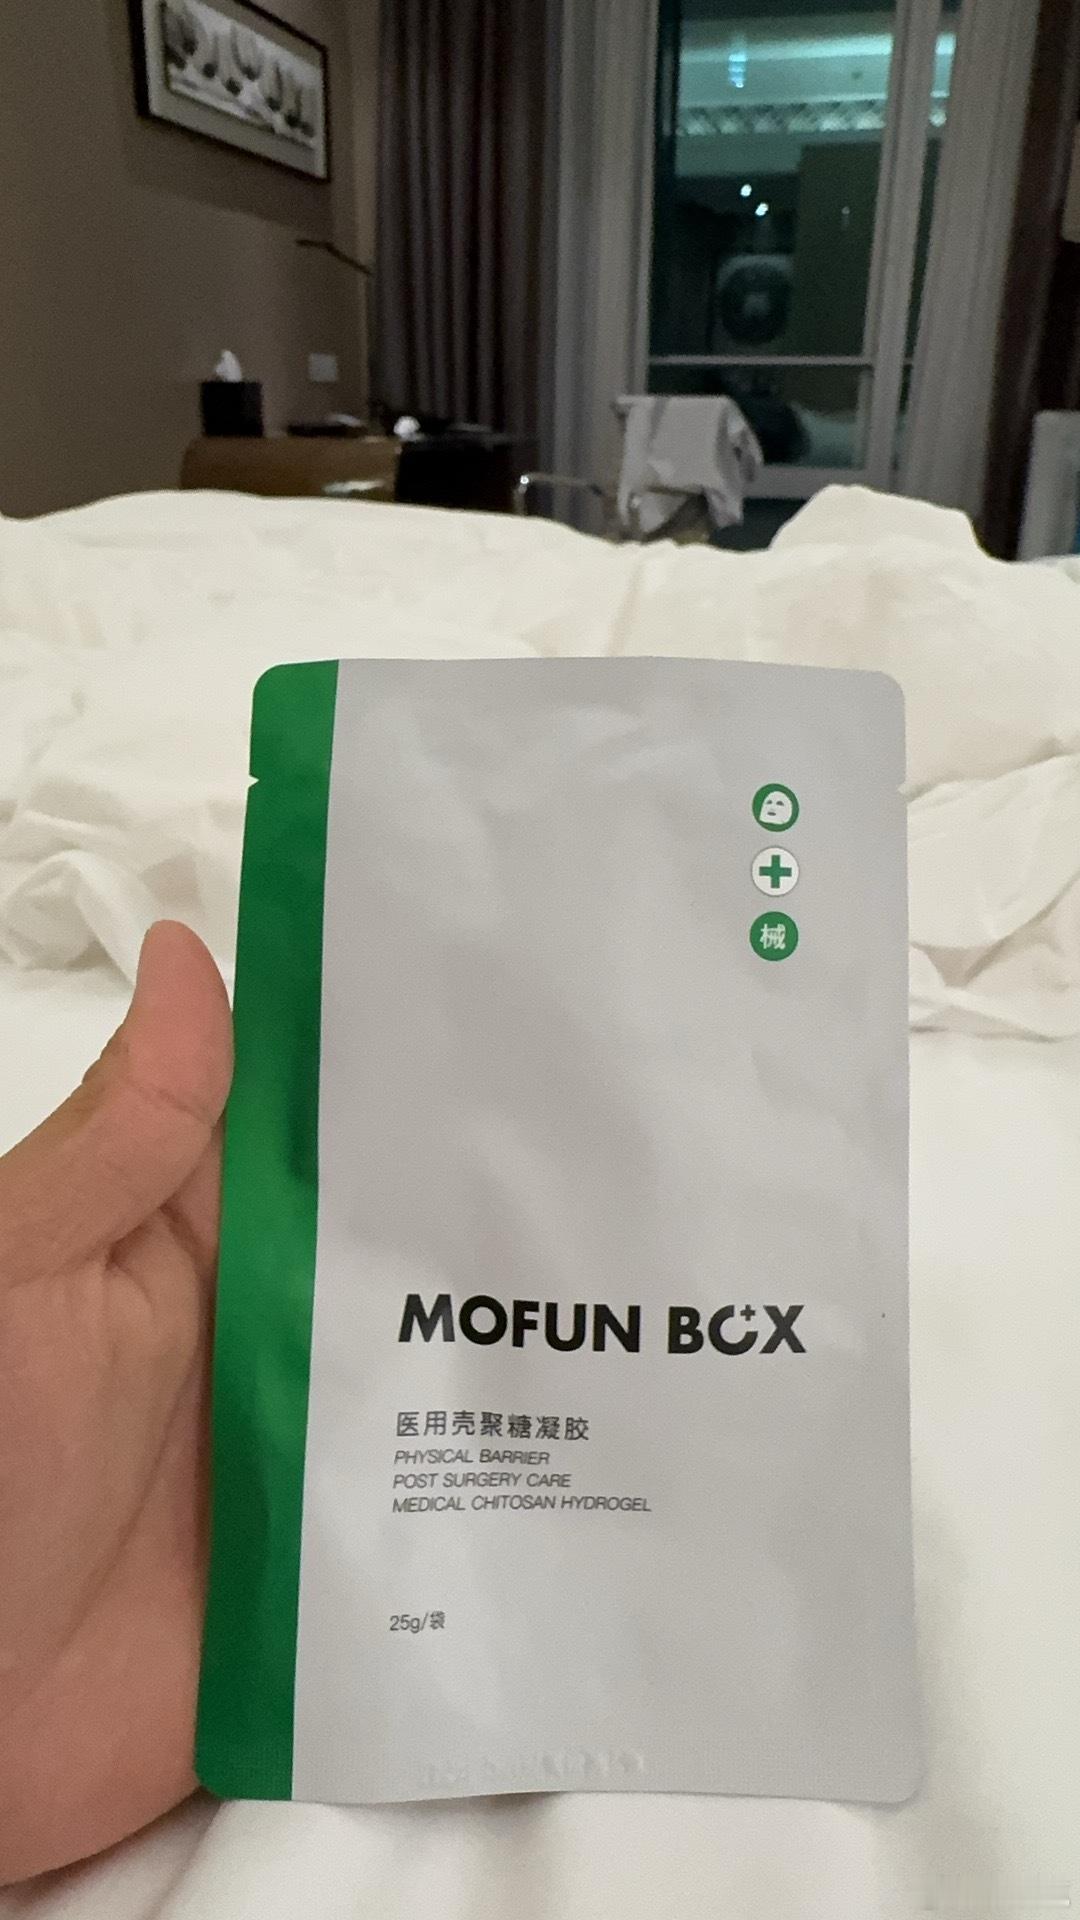 械
MOFUN BOX
医用壳聚糖凝胶
PHYSICAL BARRIER
POST SURGERY CARE
MEDICAL CHITOSAN HYDROGEL
25g/袋